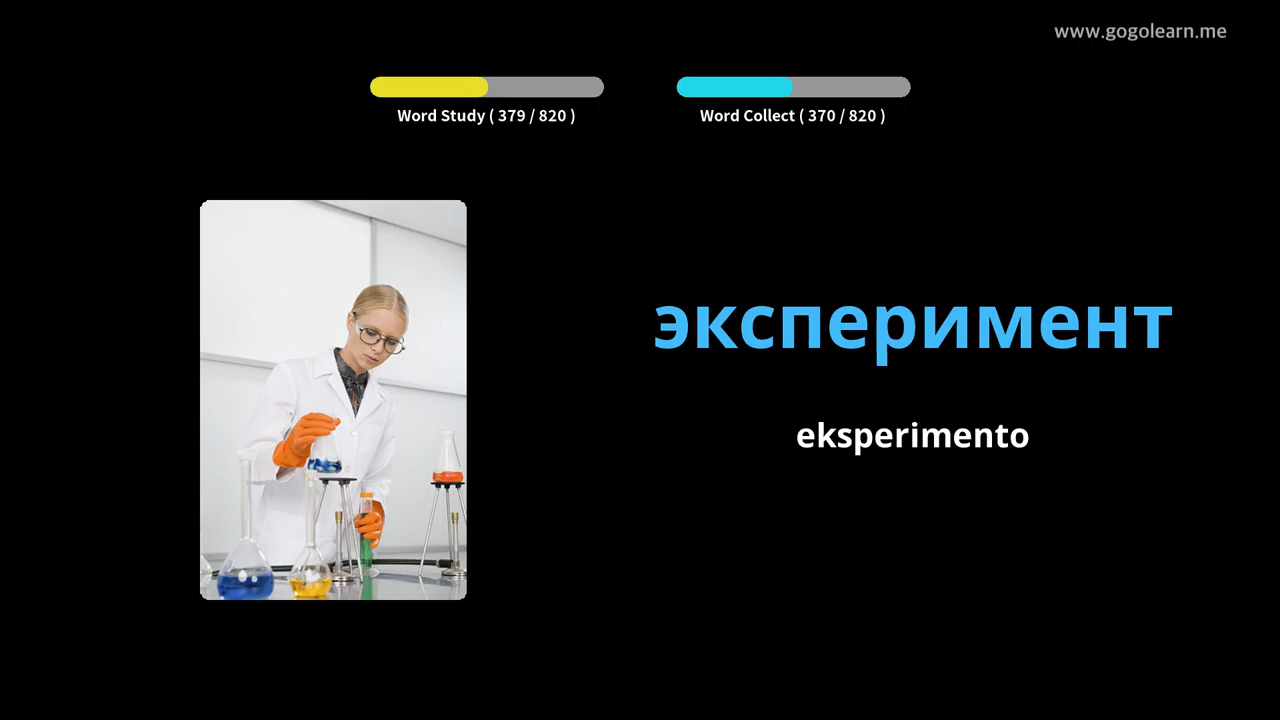 www.gogolearn.me
Word Study ( 379 / 820 )
Word Collect ( 370 / 820 )
эксперимент
eksperimento